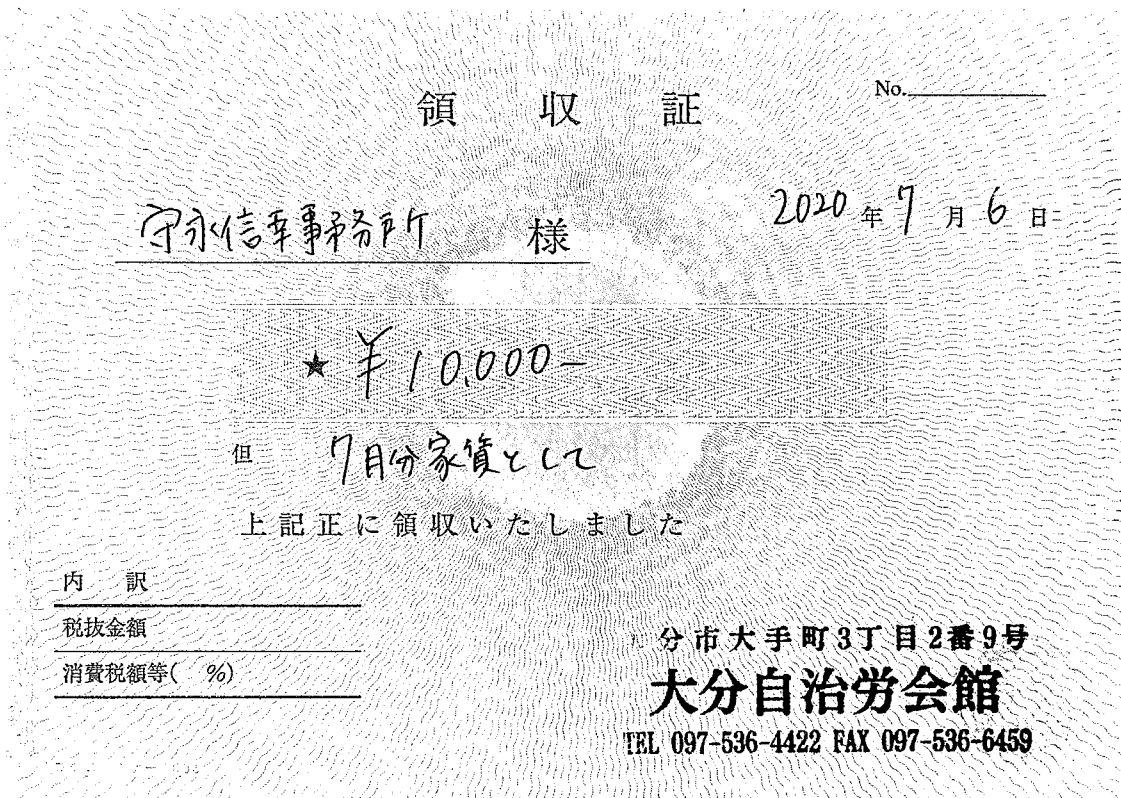 領 収 証
No.
守永信幸事務所 様
2020 年 7 月 6 日
★ ¥10,000-
但 7月分家賃として
上記正に領収いたしました
内 訳
税抜金額
消費税額等( %)
分市大手町3丁目2番9号
大分自治労会館
TEL 097-536-4422 FAX 097-536-6459